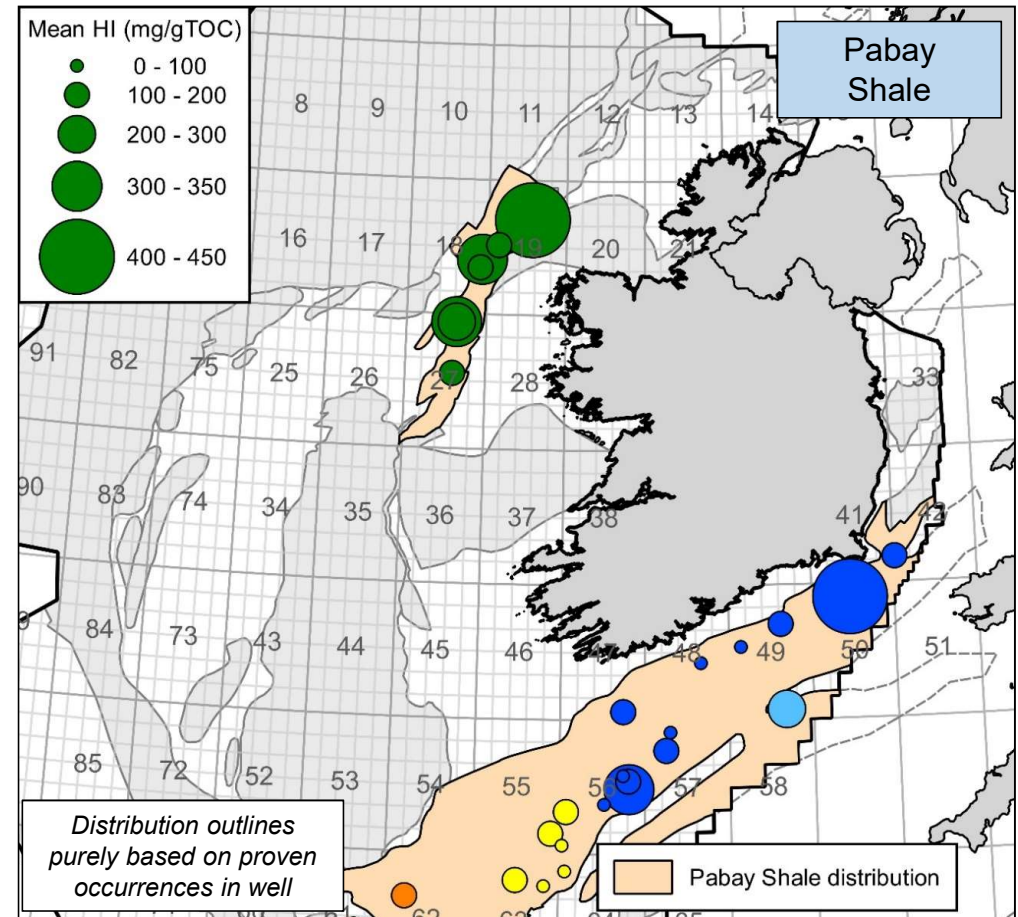 Mean HI (mg/gTOC)
0 - 100
100 - 200
200 - 300
300 - 350
400 - 450
Pabay
Shale
8 9 10 11 12 13 14
16 17 18 19 20 21
91 82 75 25 26 27 28 33
90 83 74 34 35 36 37 38 41 42
84 73 43 44 45 46 47 48 49 50 51
85 72 52 53 54 55 56 57 58
Distribution outlines
purely based on proven
occurrences in well
Pabay Shale distribution